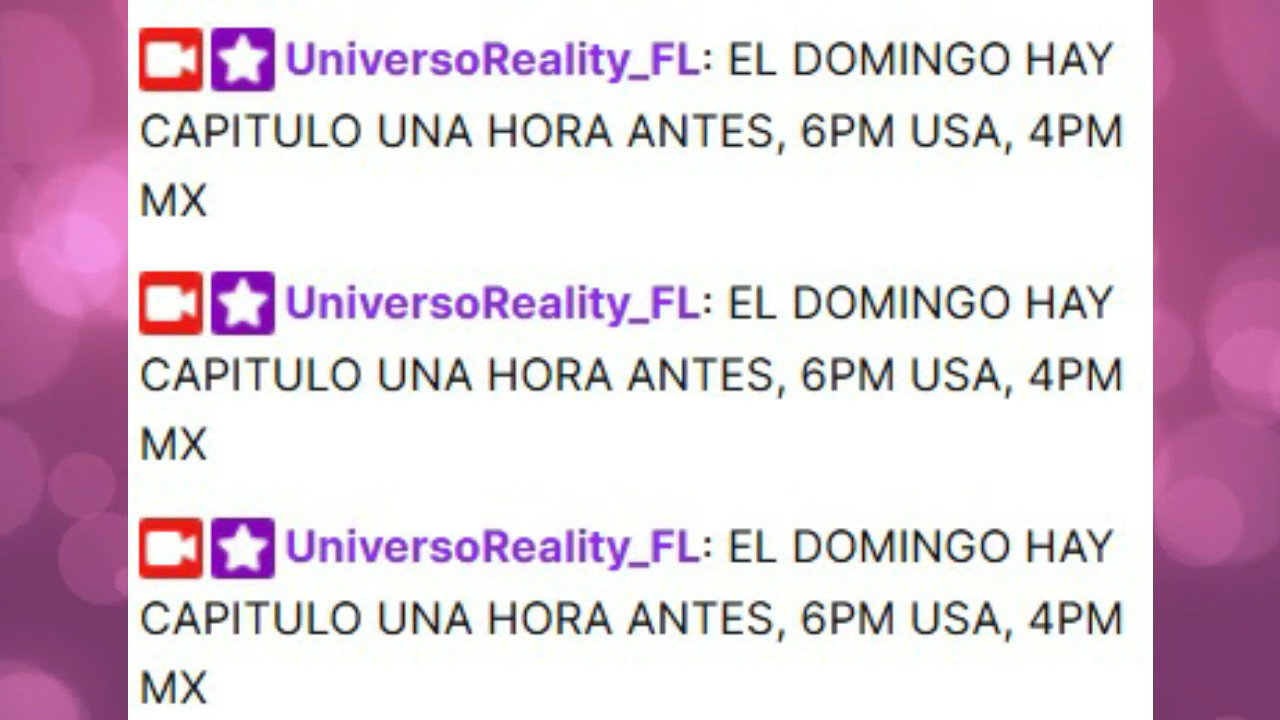 UniversoReality_FL: EL DOMINGO HAY
CAPITULO UNA HORA ANTES, 6PM USA, 4PM
MX
UniversoReality_FL: EL DOMINGO HAY
CAPITULO UNA HORA ANTES, 6PM USA, 4PM
MX
UniversoReality_FL: EL DOMINGO HAY
CAPITULO UNA HORA ANTES, 6PM USA, 4PM
MX